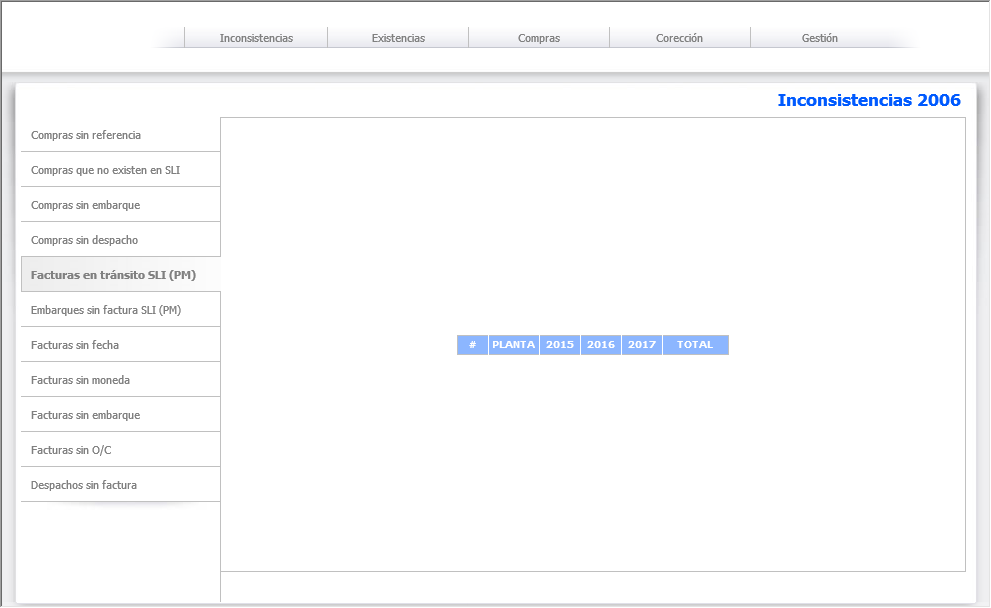 Inconsistencias Existencias Compras Corección Gestión
Inconsistencias 2006
Compras sin referencia
Compras que no existen en SLI
Compras sin embarque
Compras sin despacho
Facturas en tránsito SLI (PM)
Embarques sin factura SLI (PM)
Facturas sin fecha
Facturas sin moneda
Facturas sin embarque
Facturas sin O/C
Despachos sin factura
# PLANTA 2015 2016 2017 TOTAL